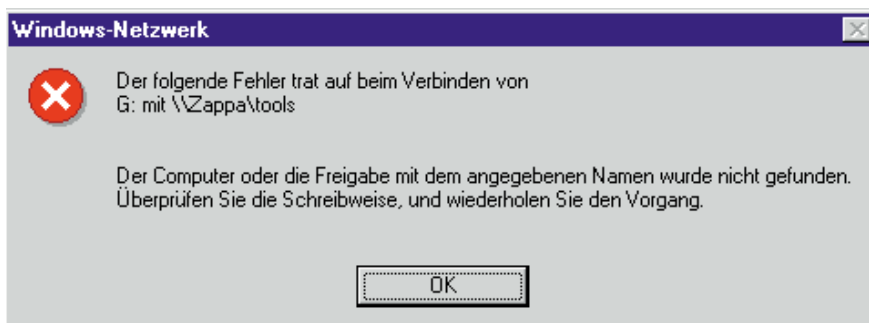 Windows-Netzwerk
Der folgende Fehler trat auf beim Verbinden von
G: mit \\Zappa\tools
Der Computer oder die Freigabe mit dem angegebenen Namen wurde nicht gefunden.
Überprüfen Sie die Schreibweise, und wiederholen Sie den Vorgang.
OK